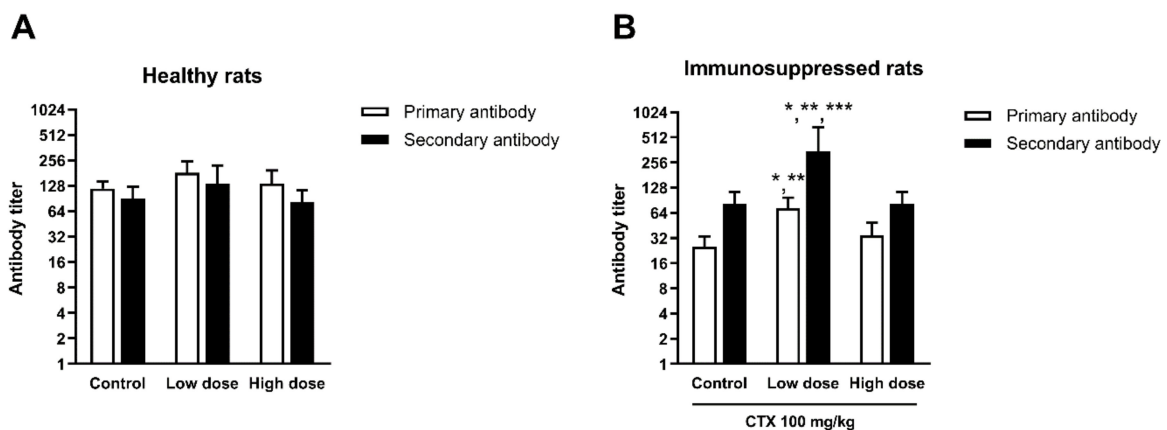 A
Healthy rats
Antibody titer
1024
512
256
128
64
32
16
8
4
2
1
Control Low dose High dose
Primary antibody
Secondary antibody
B
Immunosuppressed rats
Antibody titer
1024
512
256
128
64
32
16
8
4
2
1
*,**
*,**,***
Control Low dose High dose
CTX 100 mg/kg
Primary antibody
Secondary antibody